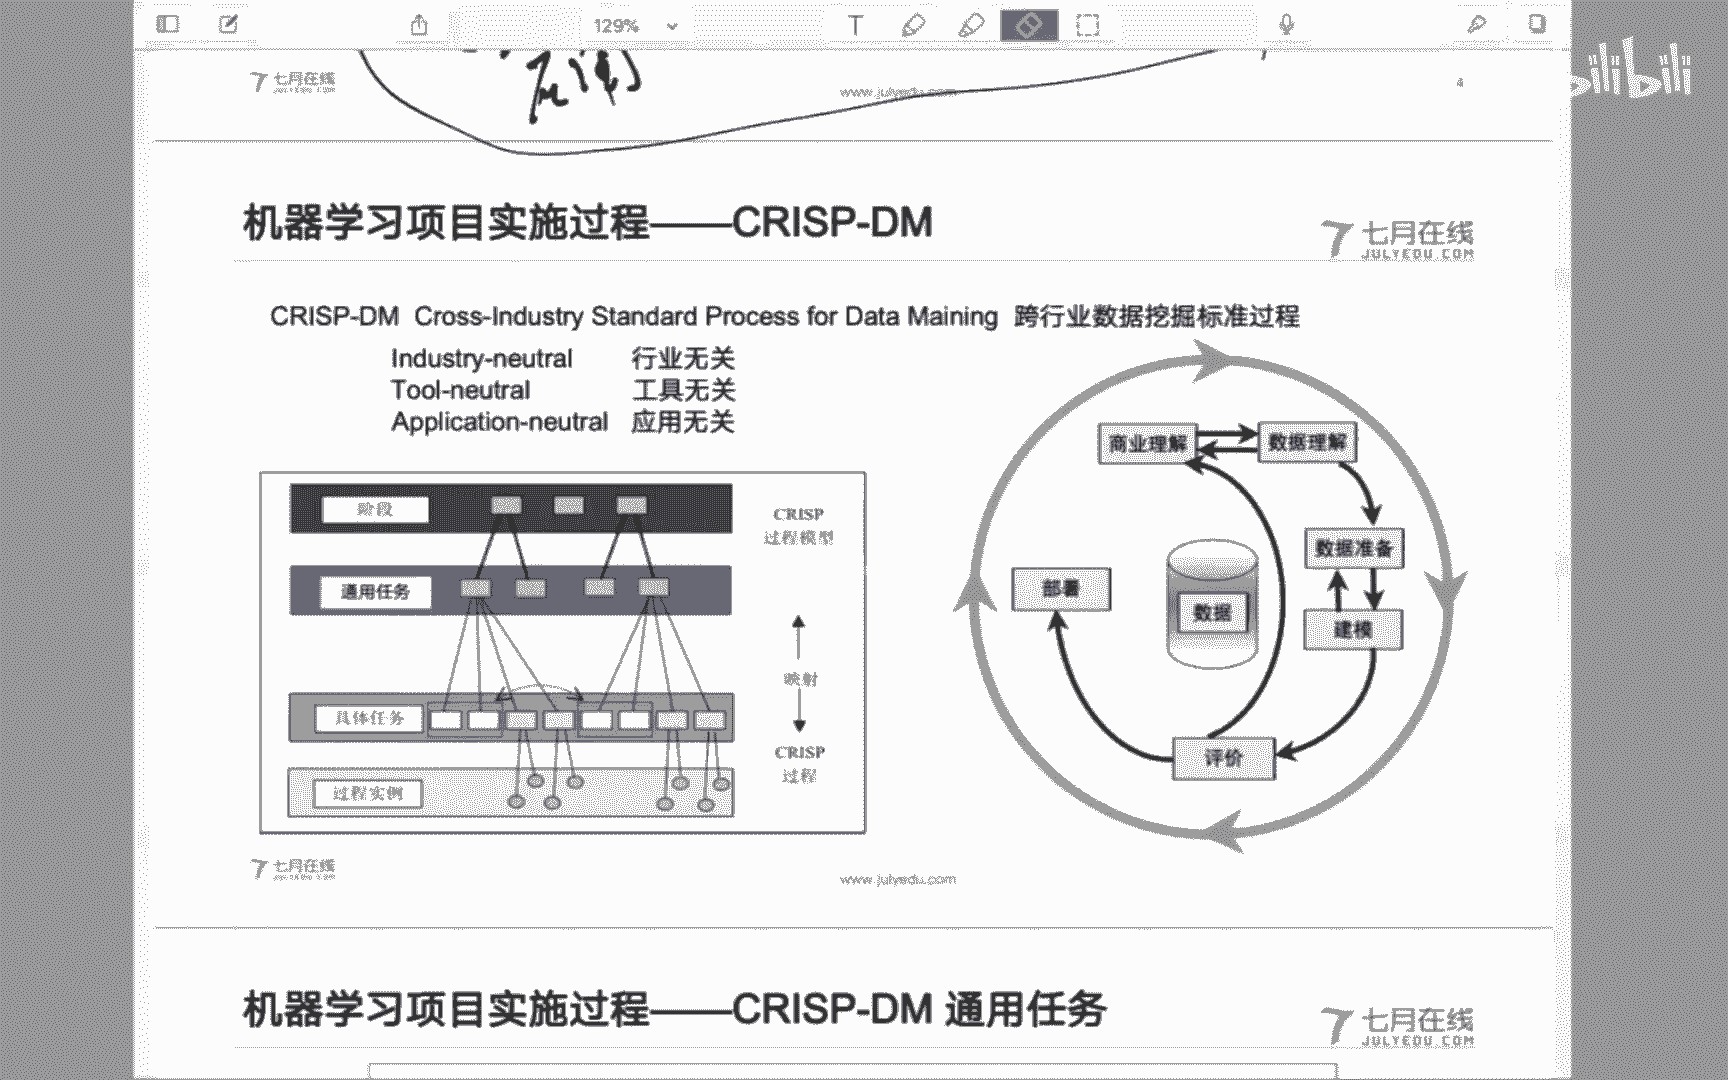 129%
T
bilibili
七月在线
www.julyedu.com
4
机器学习项目实施过程——CRISP-DM
七月在线
JULYEDU.COM
CRISP-DM Cross-Industry Standard Process for Data Maining 跨行业数据挖掘标准过程
Industry-neutral 行业无关
Tool-neutral 工具无关
Application-neutral 应用无关
阶段
通用任务
具体任务
过程实例
CRISP
过程模型
映射
CRISP
过程
商业理解
数据理解
数据准备
建模
评价
部署
数据
七月在线
www.julyedu.com
机器学习项目实施过程——CRISP-DM 通用任务
七月在线
JULYEDU.COM